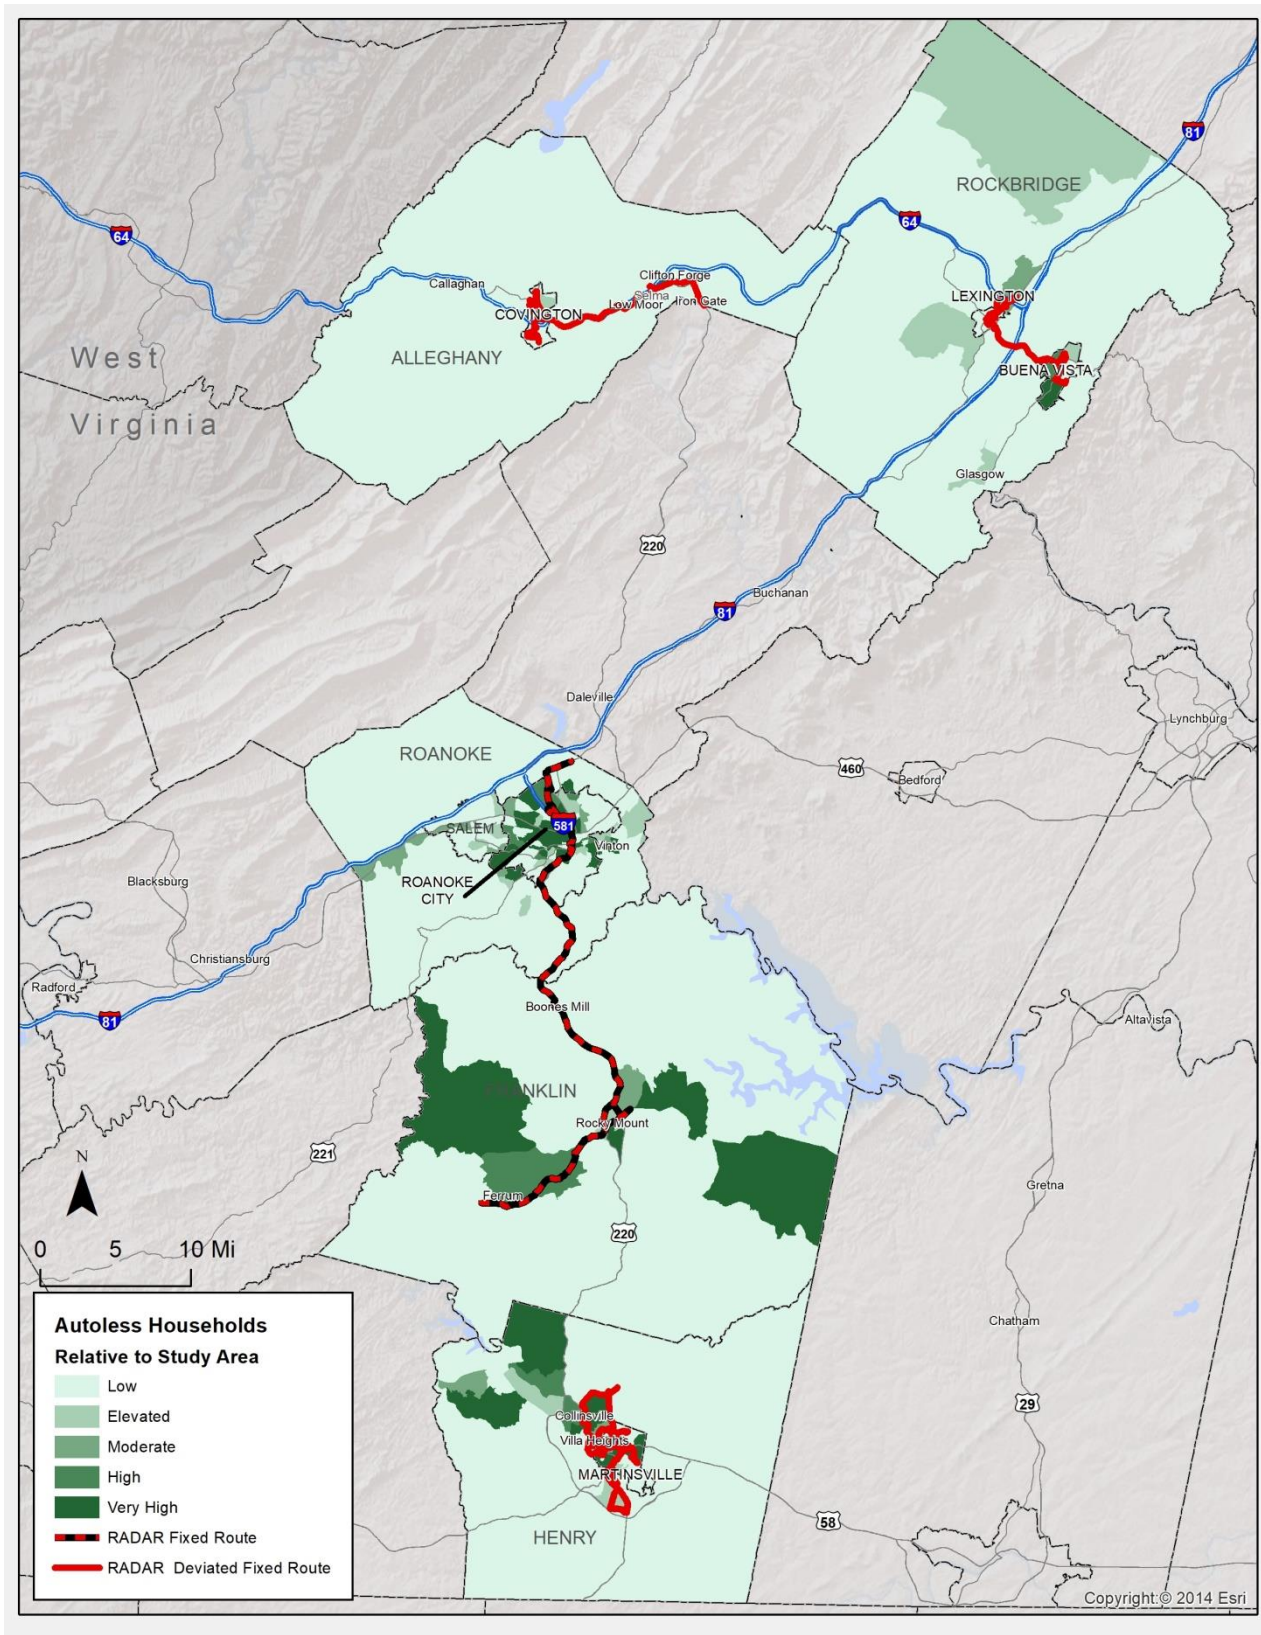 81
ROCKBRIDGE
64
64
Clifton Forge
Callaghan
Selma
Low Moor
Iron Gate
LEXINGTON
COVINGTON
West
ALLEGHANY
BUENA VISTA
Virginia
Glasgow
220
Buchanan
81
Daleville
Lynchburg
ROANOKE
460
Bedford
581
SALEM
Vinton
Blacksburg
ROANOKE
CITY
Christiansburg
Radford
Boones Mill
81
Altavista
FRANKLIN
Rocky Mount
221
N
Gretna
Ferrum
220
0 5 10 Mi
Chatham
Autoless Households
Relative to Study Area
Low
Elevated
Moderate
High
Very High
RADAR Fixed Route
RADAR Deviated Fixed Route
29
Collinsville
Villa Heights
MARTINSVILLE
58
HENRY
Copyright:© 2014 Esri